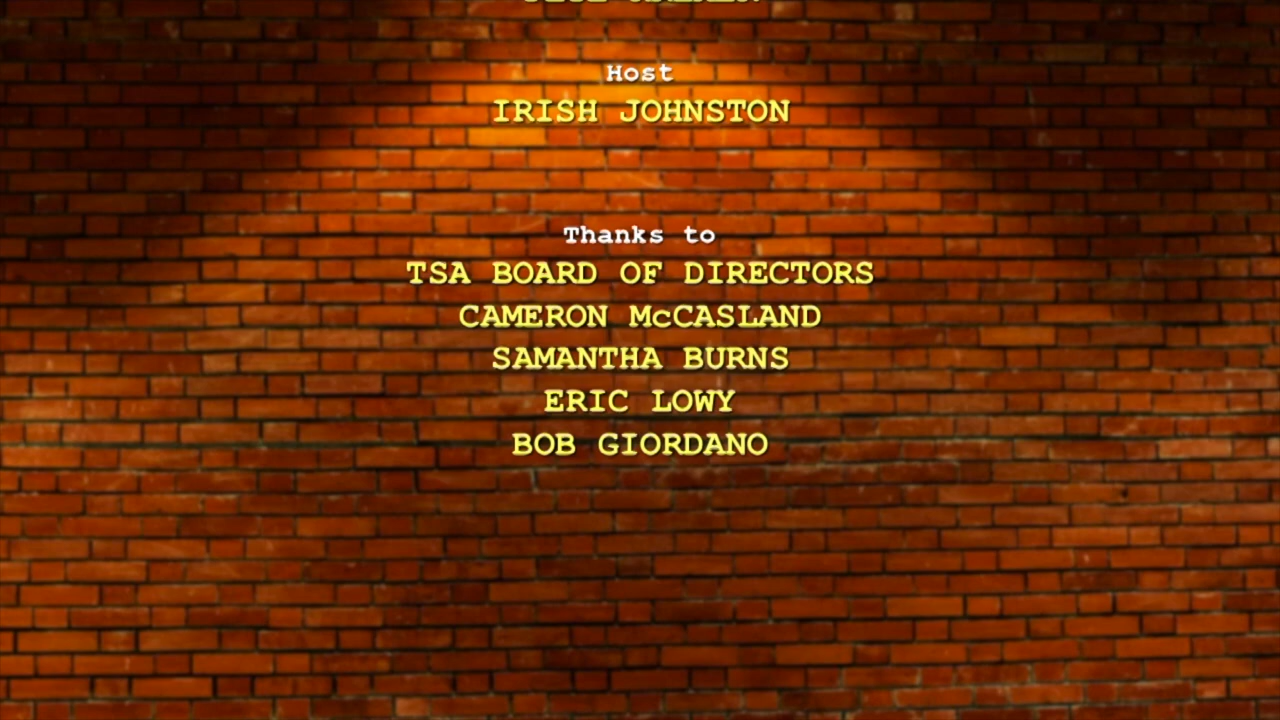 Host
IRISH JOHNSTON
Thanks to
TSA BOARD OF DIRECTORS
CAMERON McCASLAND
SAMANTHA BURNS
ERIC LOWY
BOB GIORDANO